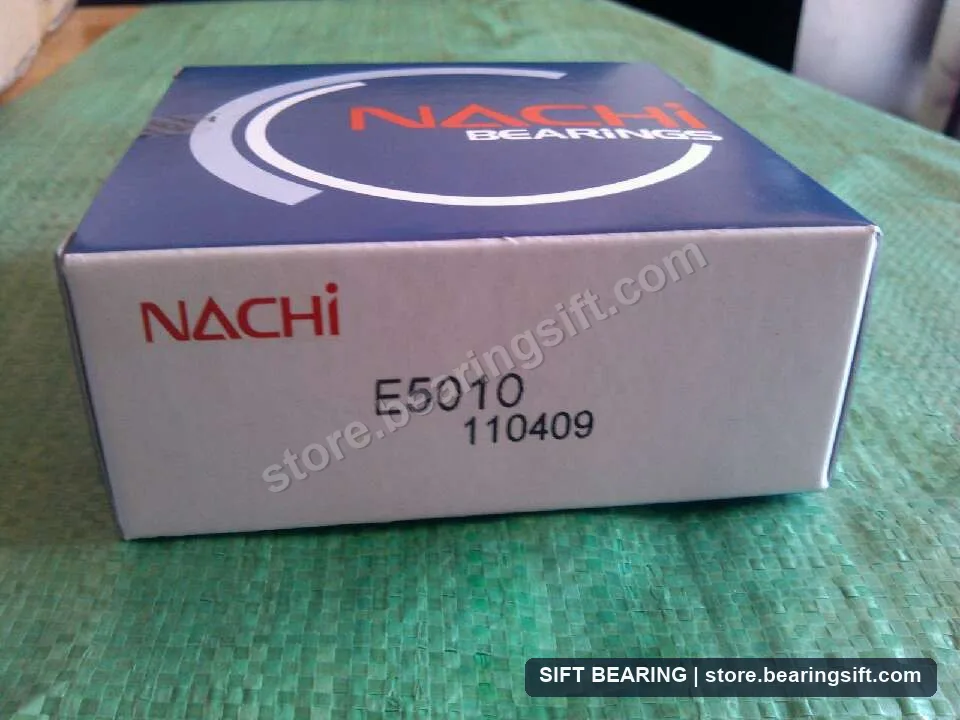 NACHi
BEARiNGS
NACHi
E5010
110409
store.bearingsift.com
SIFT BEARING | store.bearingsift.com